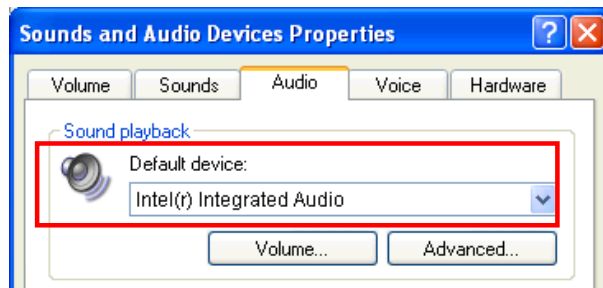 Sounds and Audio Devices Properties
Volume Sounds Audio Voice Hardware
Sound playback
Default device:
Intel(r) Integrated Audio
Volume... Advanced...